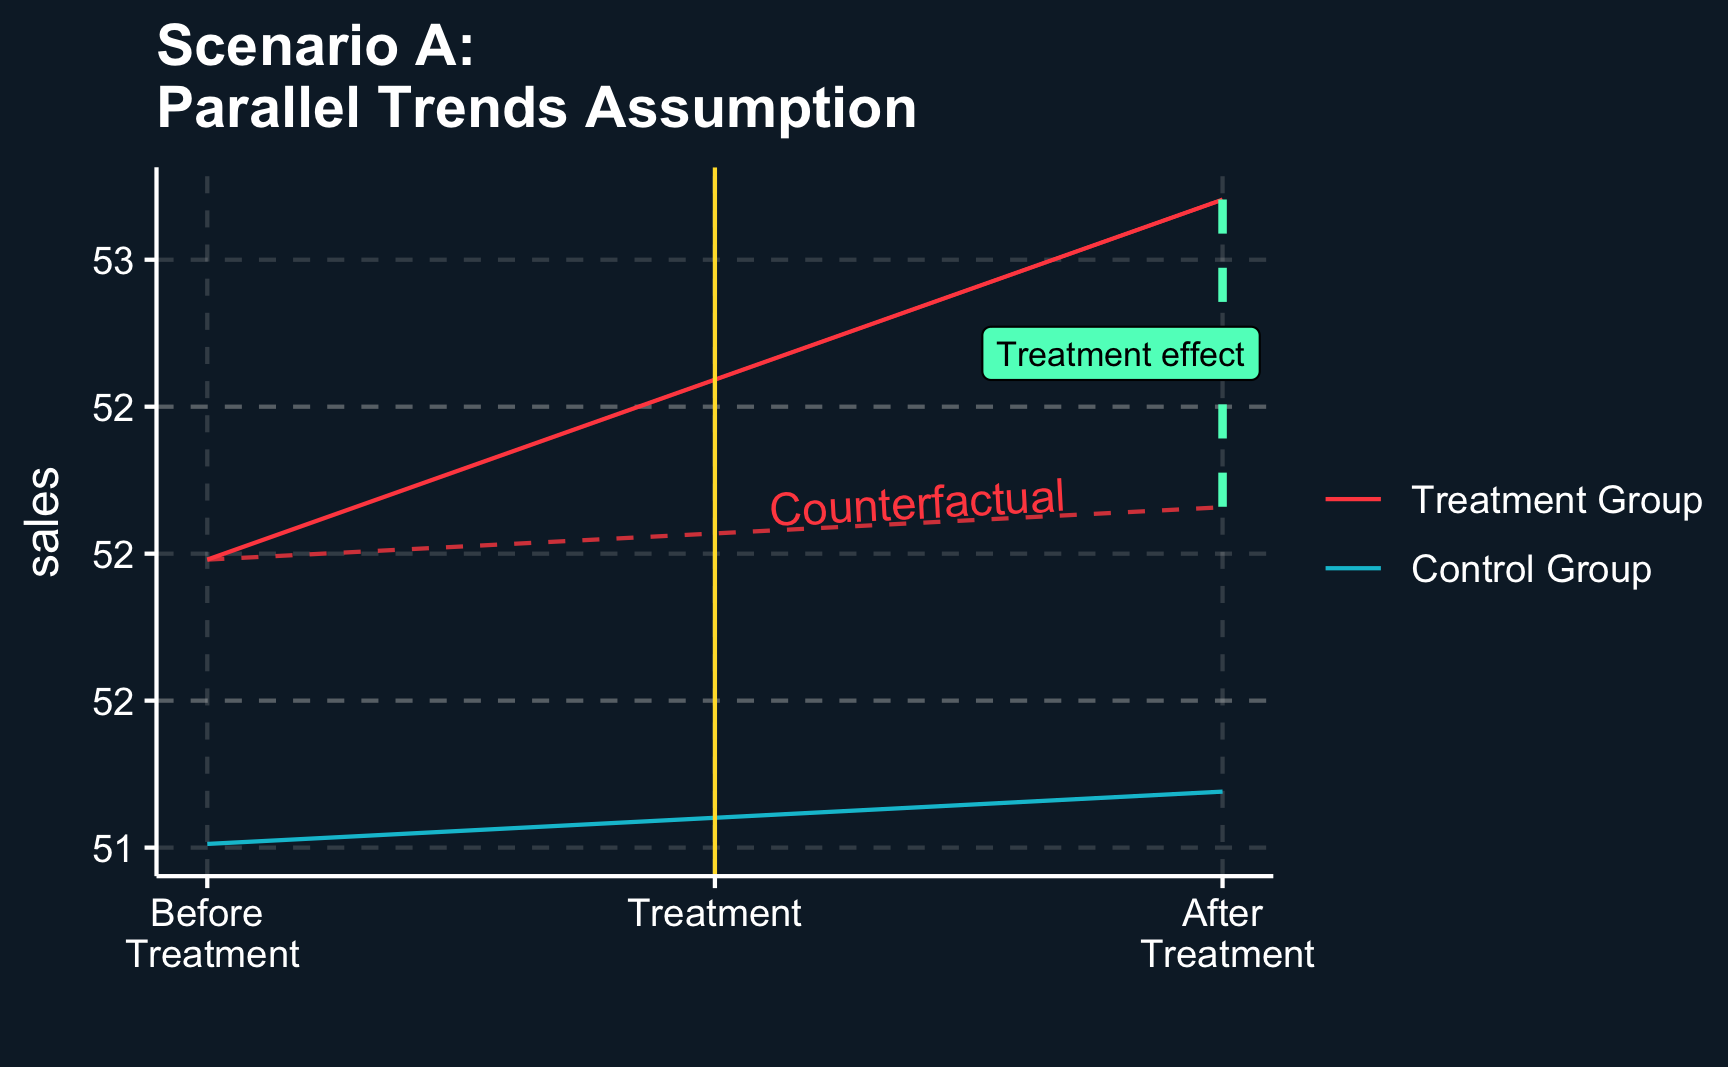 Scenario A:
Parallel Trends Assumption
sales
53
52
52
52
51
Treatment effect
Counterfactual
Before
Treatment
Treatment
After
Treatment
Treatment Group
Control Group